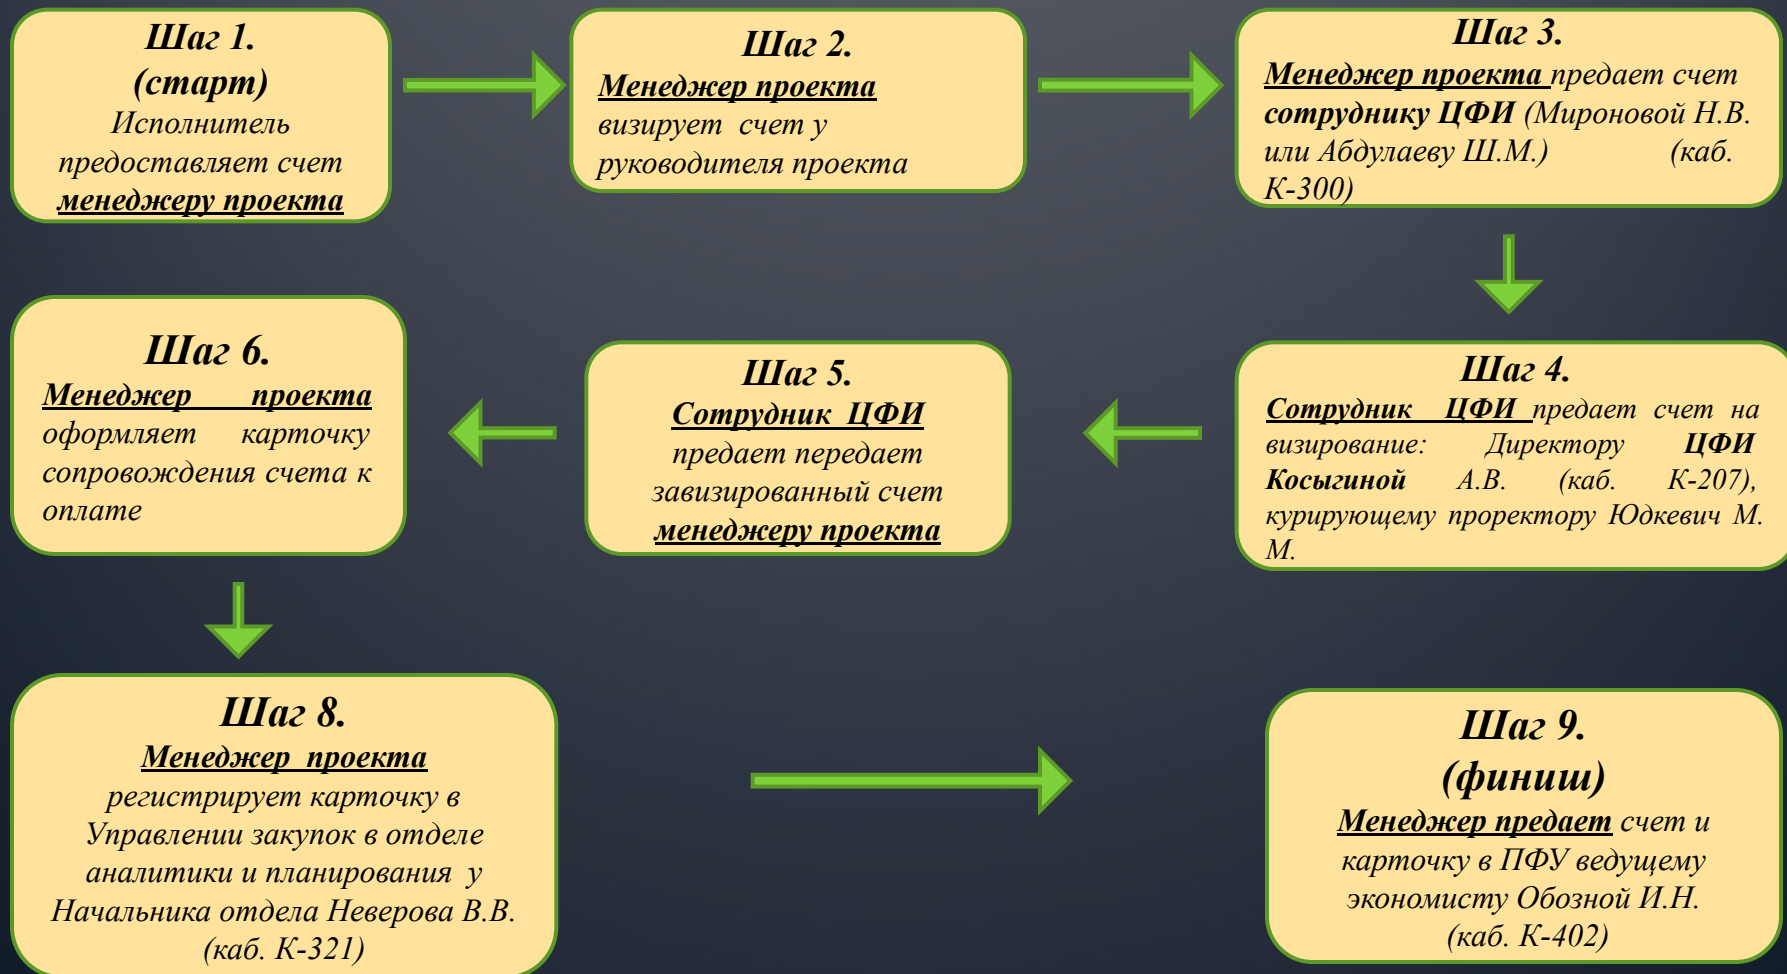 Шаг 1.
(старт)
Исполнитель
предоставляет счет
менеджеру проекта
Шаг 2.
Менеджер проекта
визирует счет у
руководителя проекта
Шаг 3.
Менеджер проекта предает счет
сотруднику ЦФИ (Мироновой Н.В.
или Абдулаеву Ш.М.) (каб.
К-300)
Шаг 4.
Сотрудник ЦФИ предает счет на
визирование: Директору ЦФИ
Косыгиной А.В. (каб. К-207),
курирующему проректору Юдкевич М.
М.
Шаг 5.
Сотрудник ЦФИ
предает передает
завизированный счет
менеджеру проекта
Шаг 6.
Менеджер проекта
оформляет карточку
сопровождения счета к
оплате
Шаг 8.
Менеджер проекта
регистрирует карточку в
Управлении закупок в отделе
аналитики и планирования у
Начальника отдела Неверова В.В.
(каб. К-321)
Шаг 9.
(финиш)
Менеджер предает счет и
карточку в ПФУ ведущему
экономисту Обозной И.Н.
(каб. К-402)